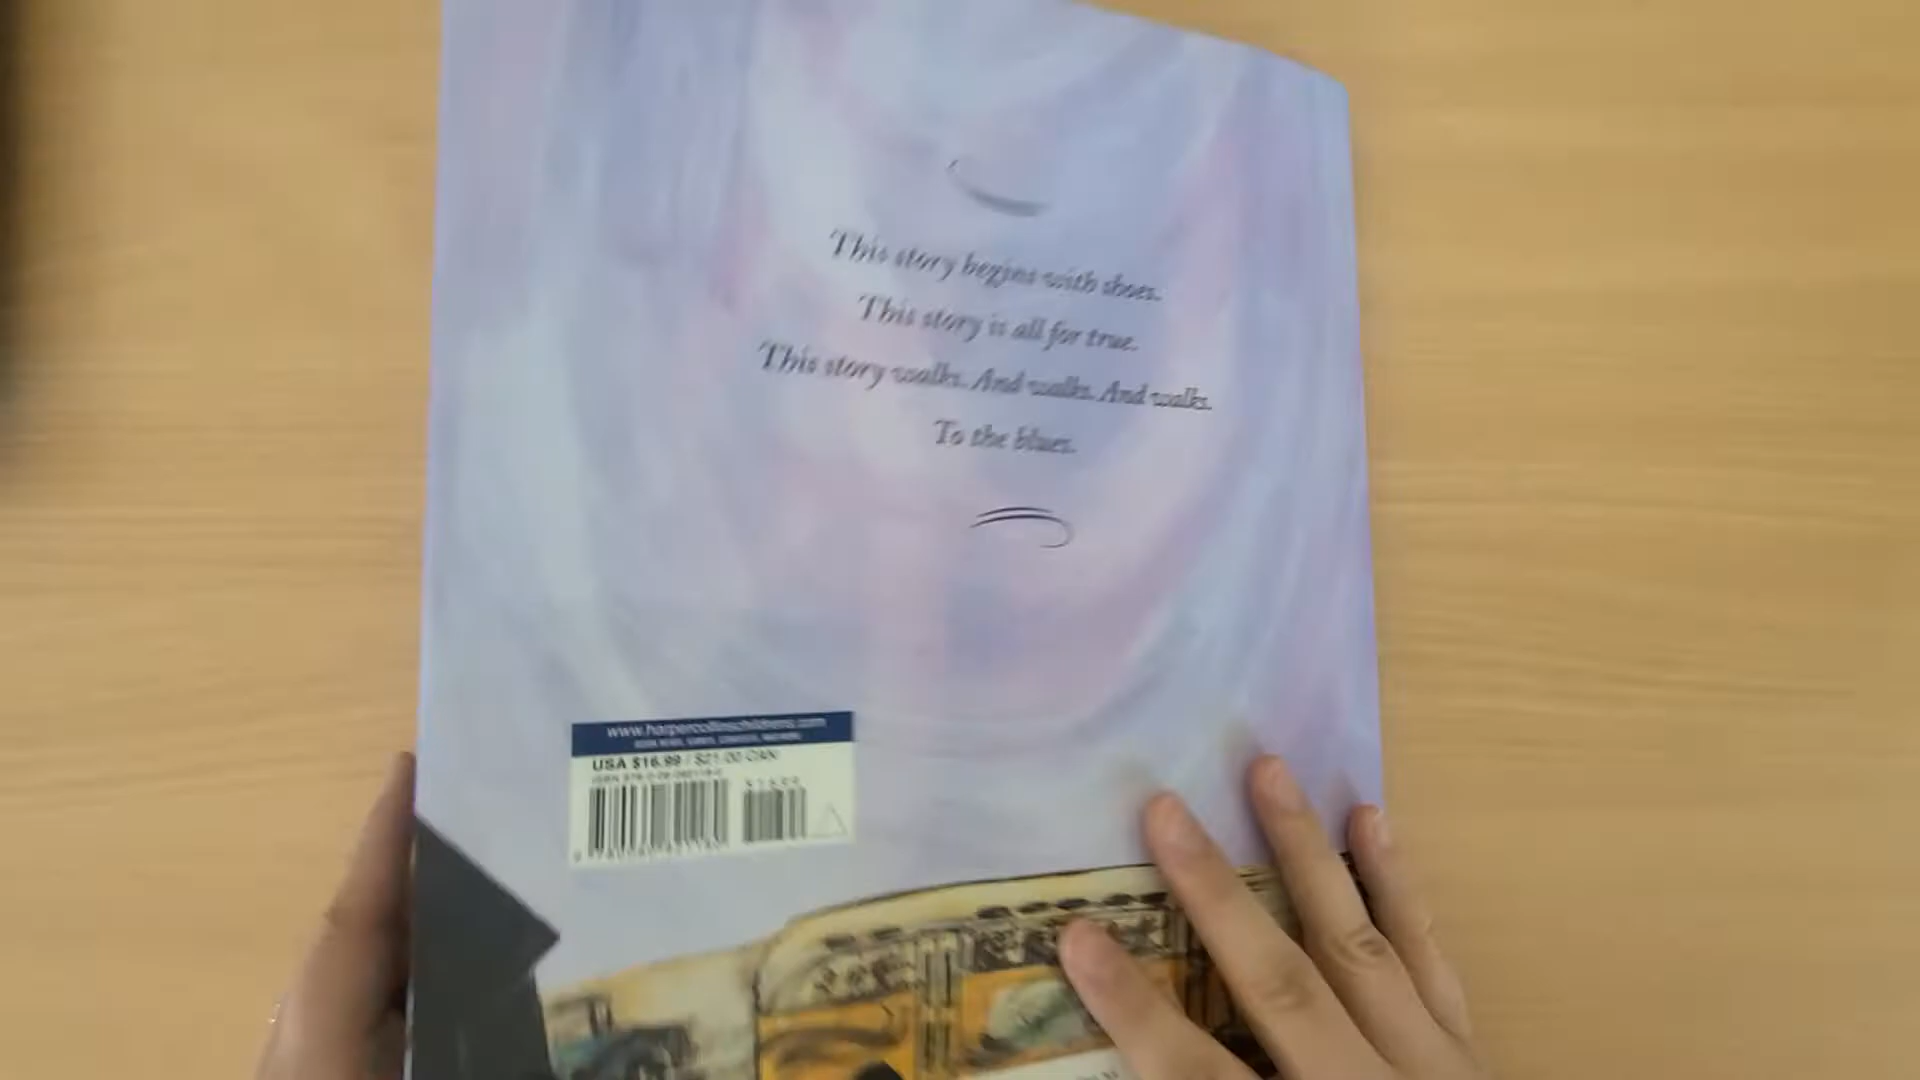 This story begins with shoes.
This story is all for true.
This story walks. And walks. And walks.
To the blues.
www.harpercollinschildrens.com
USA $16.99 / $21.00 CAN